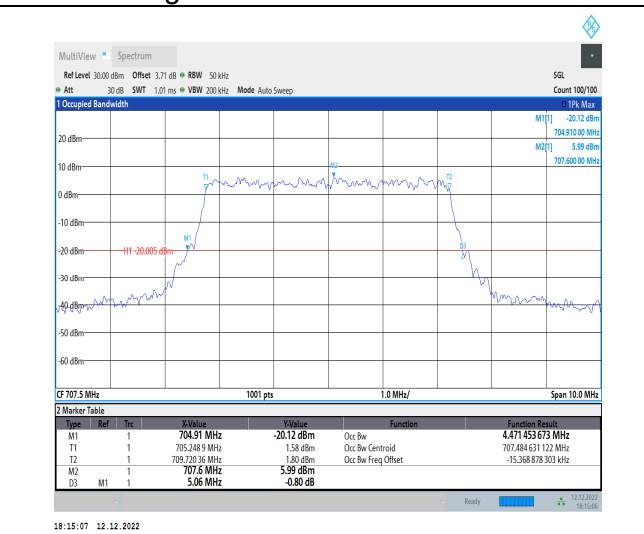 MultiView Spectrum
Ref Level 30.00 dBm Offset 3.71 dB RBW 50 kHz SGL
Att 30 dB SWT 1.01 ms VBW 200 kHz Mode Auto Sweep Count 100/100
1 Occupied Bandwidth 1Pk Max
M1[1] -20.12 dBm
704.910 00 MHz
M2[1] 5.99 dBm
707.600 00 MHz
20 dBm
10 dBm
M2
T1 T2
0 dBm
-10 dBm
M1
D3
-20 dBm H1 -20.005 dBm
-30 dBm
-40 dBm
-50 dBm
-60 dBm
CF 707.5 MHz 1001 pts 1.0 MHz/ Span 10.0 MHz
2 Marker Table
Type Ref Trc X-Value Y-Value Function Function Result
M1 1 704.91 MHz -20.12 dBm Occ Bw 4.471 453 673 MHz
T1 1 705.248 9 MHz 1.58 dBm Occ Bw Centroid 707.484 631 122 MHz
T2 1 709.720 36 MHz 1.80 dBm Occ Bw Freq Offset -15.368 878 303 kHz
M2 1 707.6 MHz 5.99 dBm
D3 M1 1 5.06 MHz -0.80 dB
Ready 12.12.2022
18:15:06
18:15:07 12.12.2022